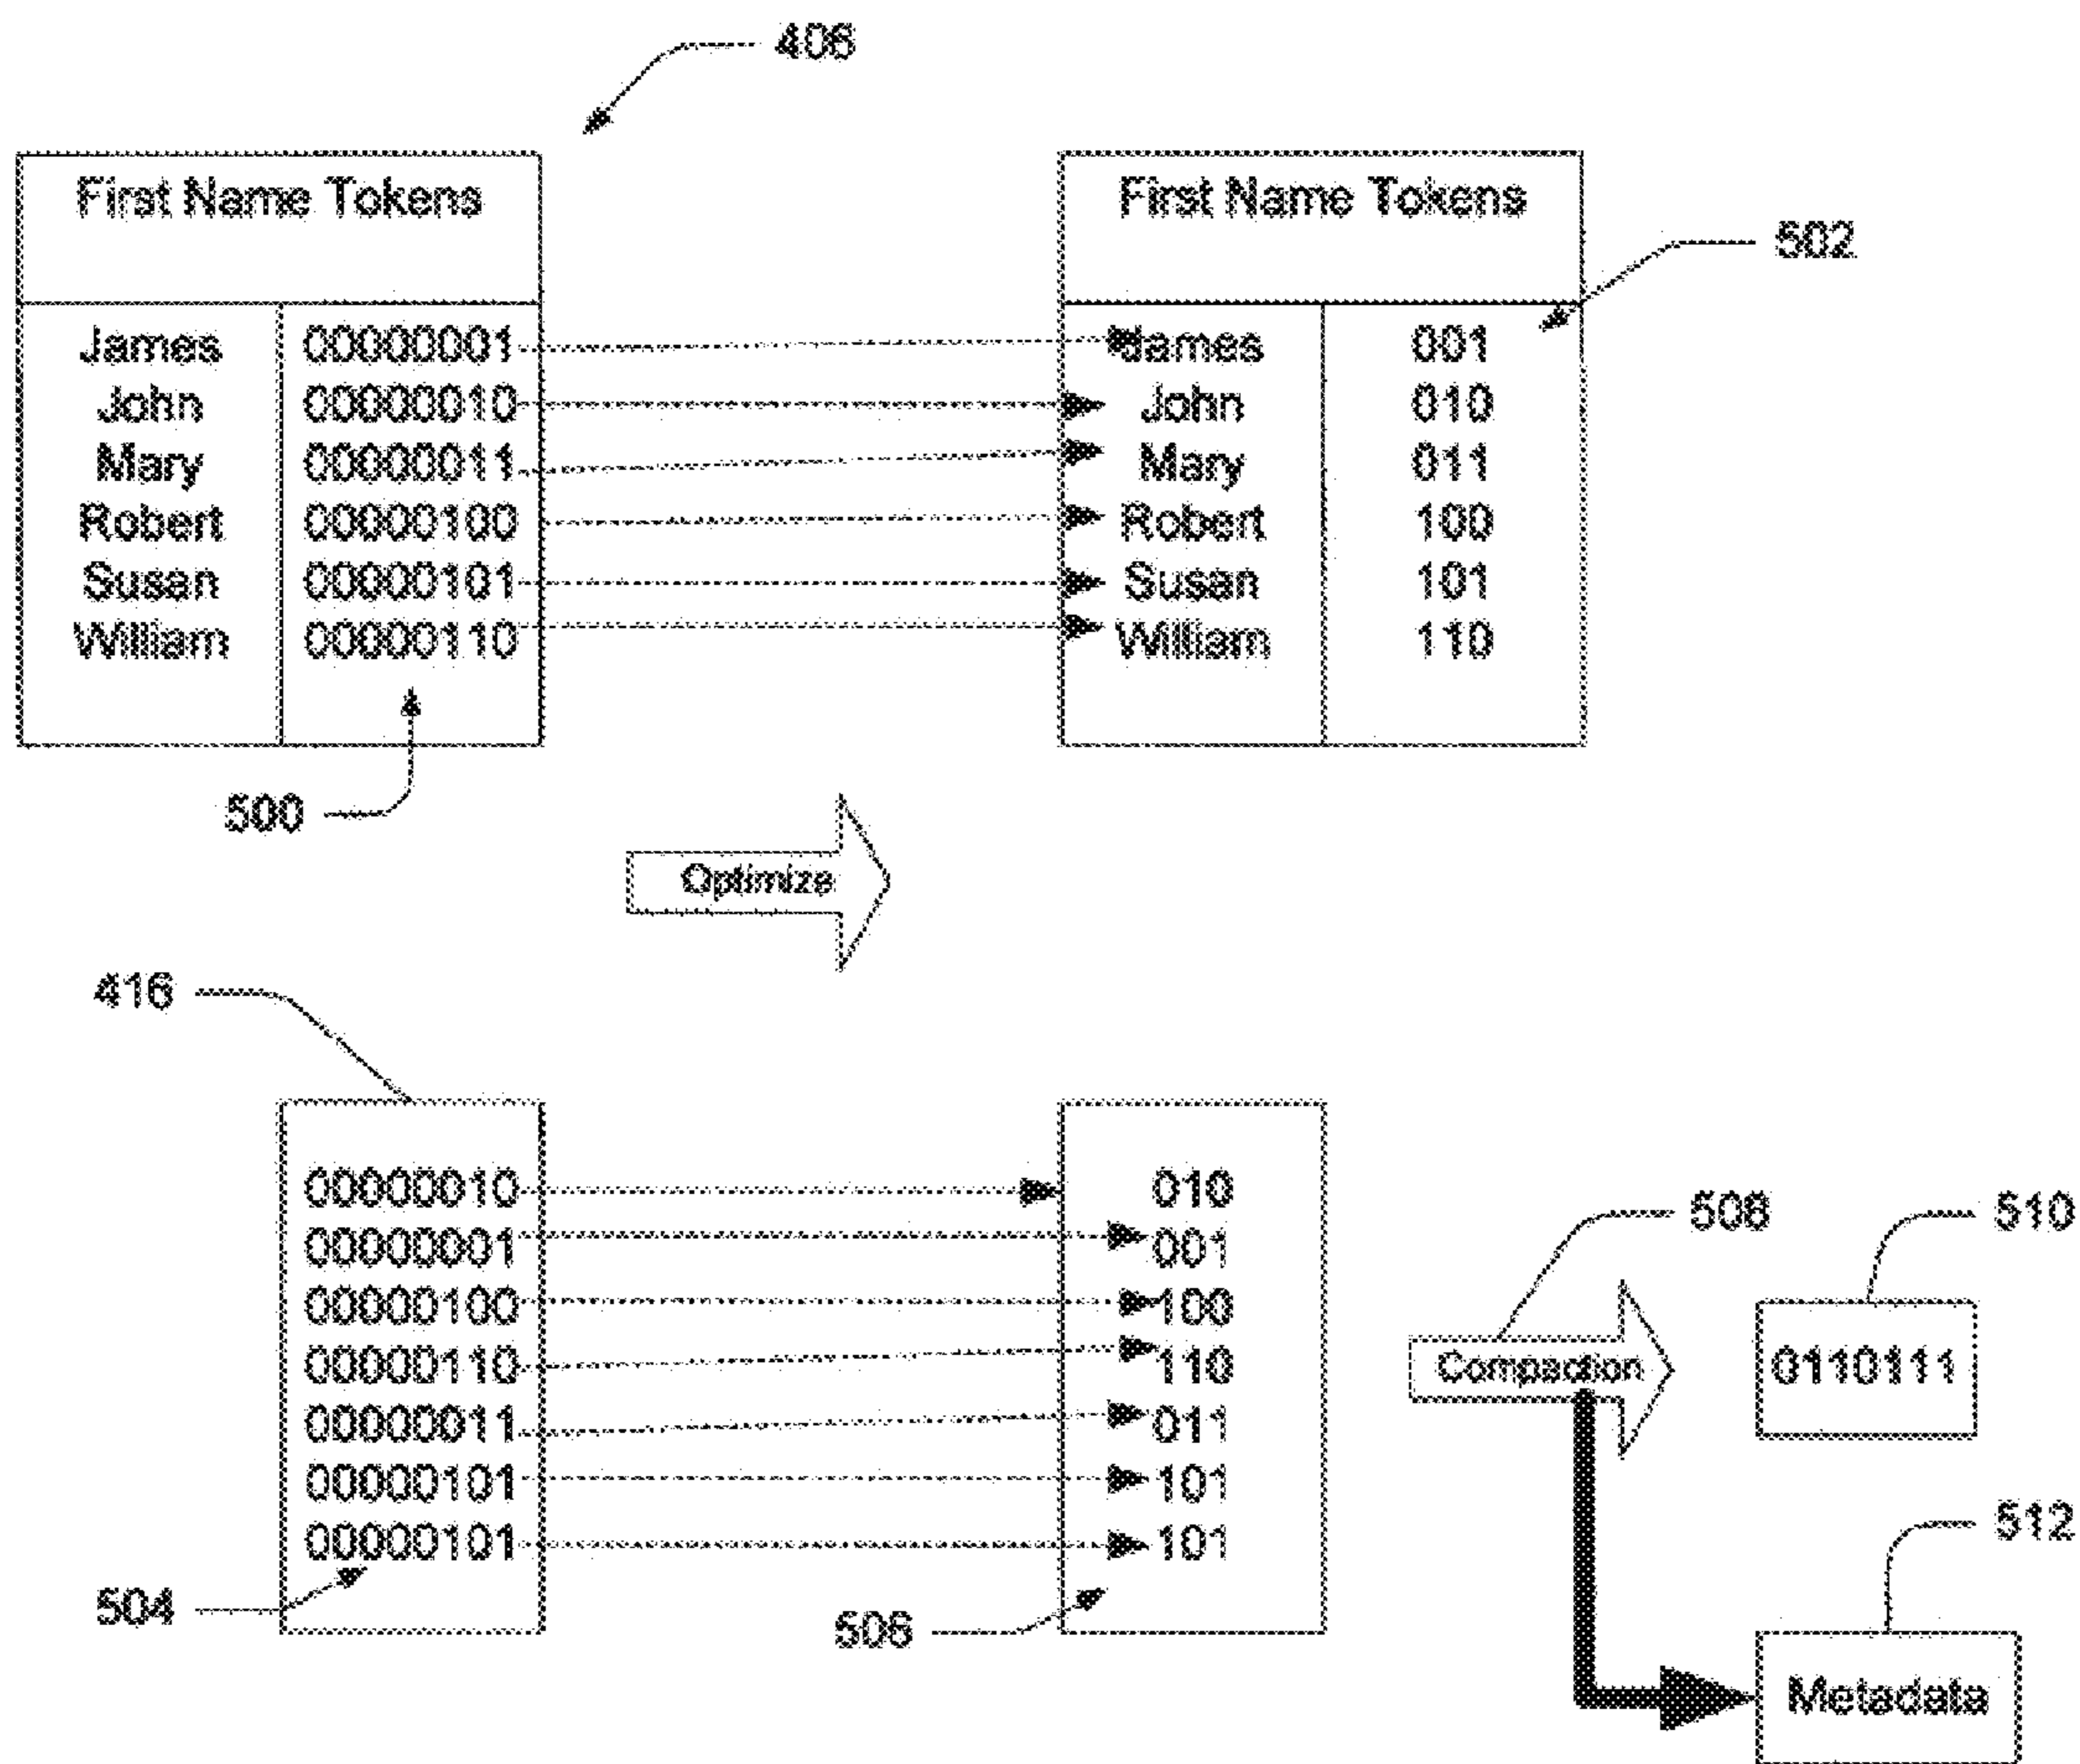 406
First Name Tokens
First Name Tokens
502
James 00000001 James 001
John 00000010 John 010
Mary 00000011 Mary 011
Robert 00000100 Robert 100
Susan 00000101 Susan 101
William 00000110 William 110
500
Optimize
416
00000010 010
00000001 001
00000100 100
00000110 110
00000011 011
00000101 101
00000101 101
504
506
508
510
Compaction
0110111
512
Metadata